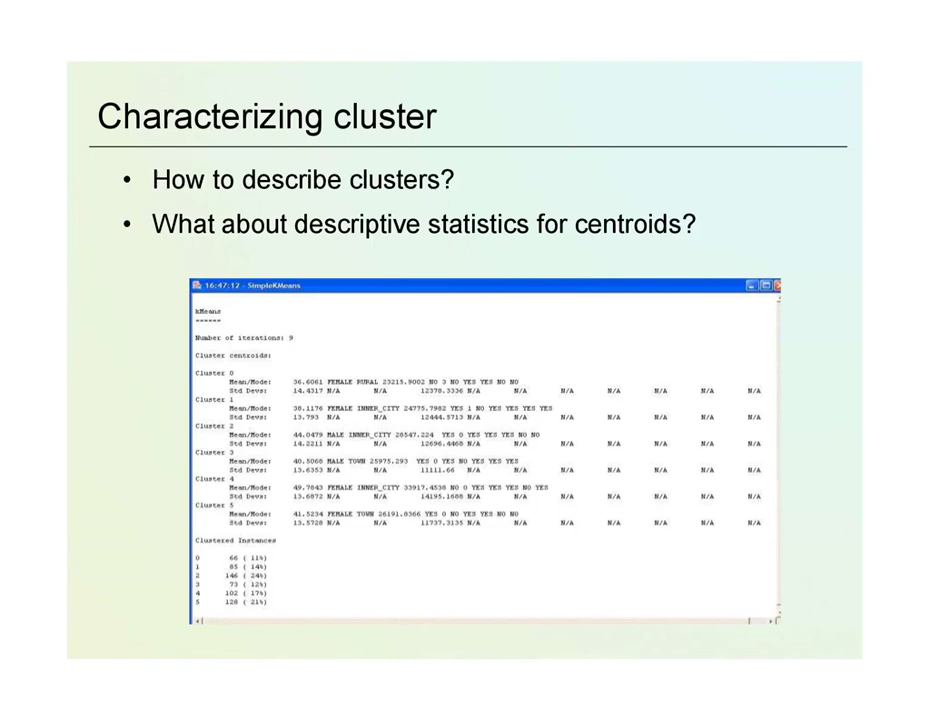 Characterizing cluster
• How to describe clusters?
• What about descriptive statistics for centroids?
16:47:12 - SimpleKMeans
kMeans
======
Number of iterations: 9
Cluster centroids:
Cluster 0
Mean/Mode: 36.6061 FEMALE RURAL 23215.9002 NO 3 NO YES YES NO NO
Std Devs: 14.4317 N/A N/A 12378.3336 N/A N/A N/A N/A N/A N/A N/A
Cluster 1
Mean/Mode: 38.1176 FEMALE INNER_CITY 24775.7982 YES 1 NO YES YES YES YES
Std Devs: 13.793 N/A N/A 12444.5713 N/A N/A N/A N/A N/A N/A N/A
Cluster 2
Mean/Mode: 44.0479 MALE INNER_CITY 28547.224 YES 0 YES YES YES NO NO
Std Devs: 14.2211 N/A N/A 12696.4468 N/A N/A N/A N/A N/A N/A N/A
Cluster 3
Mean/Mode: 40.5068 MALE TOWN 25975.293 YES 0 YES NO YES YES YES
Std Devs: 13.6353 N/A N/A 11111.66 N/A N/A N/A N/A N/A N/A N/A
Cluster 4
Mean/Mode: 49.7843 FEMALE INNER_CITY 33917.4538 NO 0 YES YES YES NO YES
Std Devs: 13.6872 N/A N/A 14195.1688 N/A N/A N/A N/A N/A N/A N/A
Cluster 5
Mean/Mode: 41.5234 FEMALE TOWN 26191.8366 YES 0 NO YES YES NO NO
Std Devs: 13.5728 N/A N/A 11737.3135 N/A N/A N/A N/A N/A N/A N/A
Clustered Instances
0 66 ( 11%)
1 85 ( 14%)
2 146 ( 24%)
3 73 ( 12%)
4 102 ( 17%)
5 128 ( 21%)